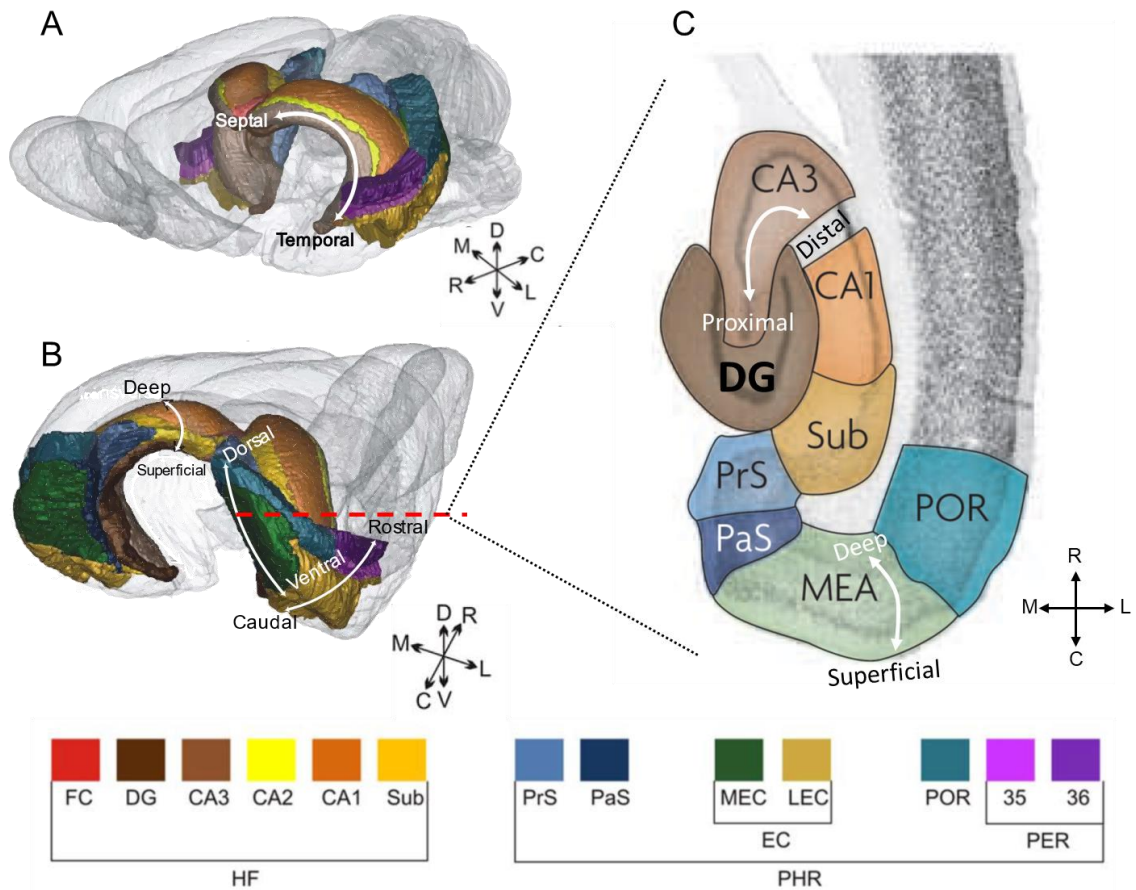 A
Septal
Temporal
D
M
C
R
L
V
B
Deep
Superficial
Dorsal
Rostral
Ventral
Caudal
D
R
M
L
C
V
C
CA3
Distal
CA1
Proximal
DG
Sub
PrS
POR
PaS
Deep
MEA
Superficial
R
M
L
C
FC DG CA3 CA2 CA1 Sub
HF
PrS PaS MEC LEC POR 35 36
EC PER
PHR